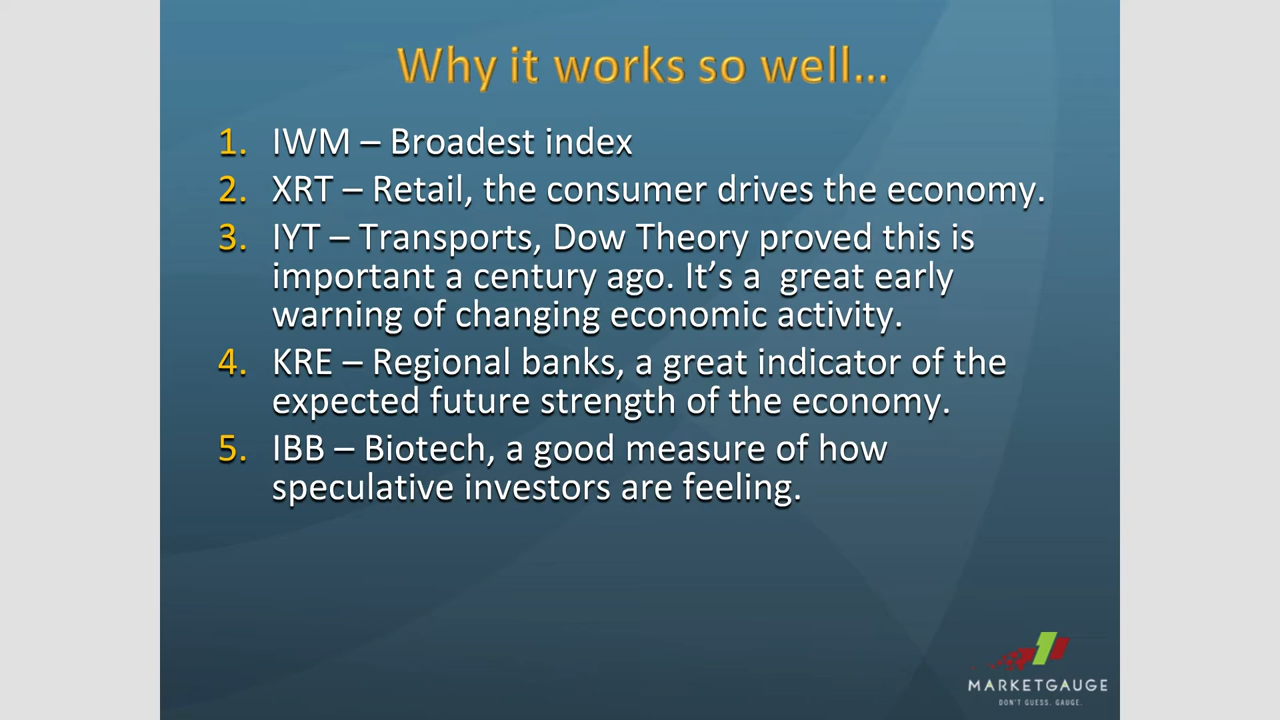 Why it works so well...
1. IWM – Broadest index
2. XRT – Retail, the consumer drives the economy.
3. IYT – Transports, Dow Theory proved this is
important a century ago. It’s a  great early
warning of changing economic activity.
4. KRE – Regional banks, a great indicator of the
expected future strength of the economy.
5. IBB – Biotech, a good measure of how
speculative investors are feeling.
MARKETGAUGE
DON'T GUESS. GAUGE.